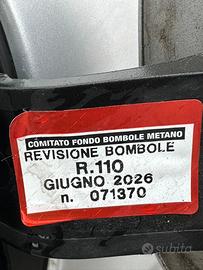 COMITATO FONDO BOMBOLE METANO
REVISIONE BOMBOLE
R.110
GIUGNO 2026
n. 071370
subito